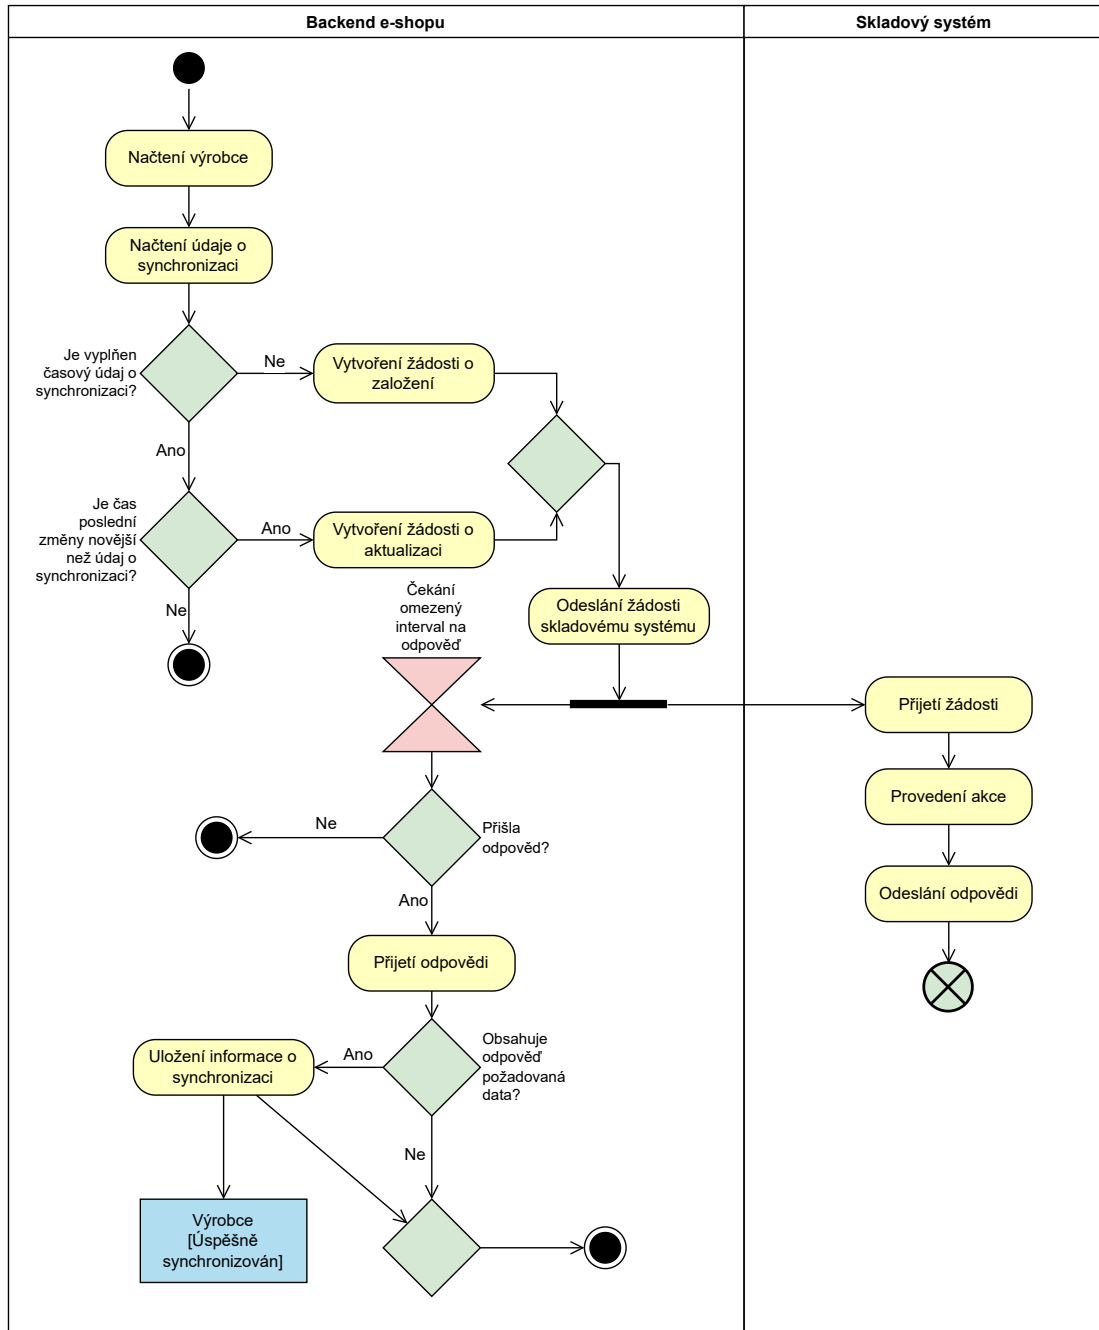 Backend e-shopu
Skladový systém
Načtení výrobce
Načtení údaje o
synchronizaci
Je vyplňen
časový údaj o
synchronizaci?
Ne
Vytvoření žádosti o
založení
Ano
Je čas
poslední
změny novější
než údaj o
synchronizaci?
Ano
Vytvoření žádosti o
aktualizaci
Ne
Čekání
omezený
interval na
odpověď
Odeslání žádosti
skladovému systému
Přijetí žádosti
Provedení akce
Ne
Přišla
odpověd?
Ano
Odeslání odpovědi
Přijetí odpovědi
Uložení informace o
synchronizaci
Ano
Obsahuje
odpověď
požadovaná
data?
Ne
Výrobce
[Úspěšně
synchronizován]